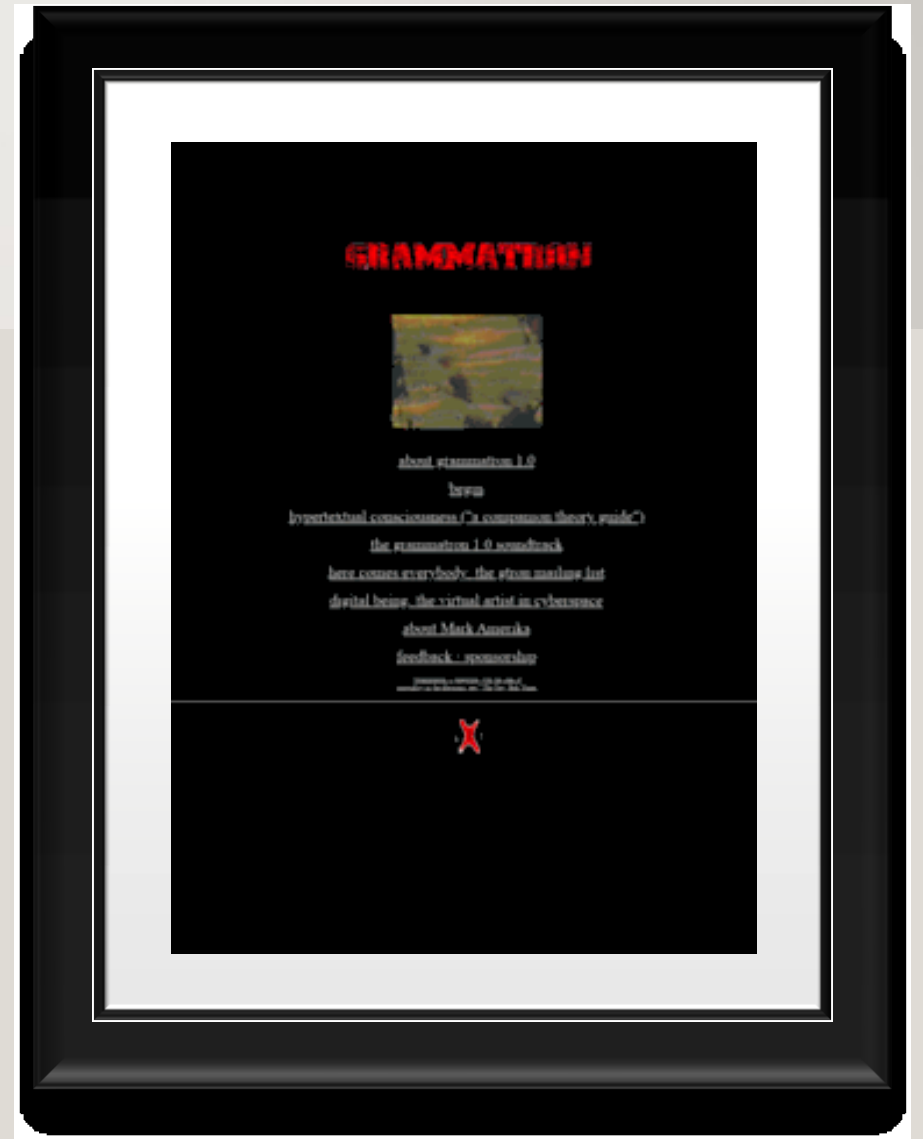 GRAMMATRON
about grammatron 1.0
begin
hypertextual consciousness ("a companion theory guide")
the grammatron 1.0 soundtrack
here comes everybody: the gtron mailing list
digital being: the virtual artist in cyberspace
about Mark Amerika
feedback - sponsorship
X